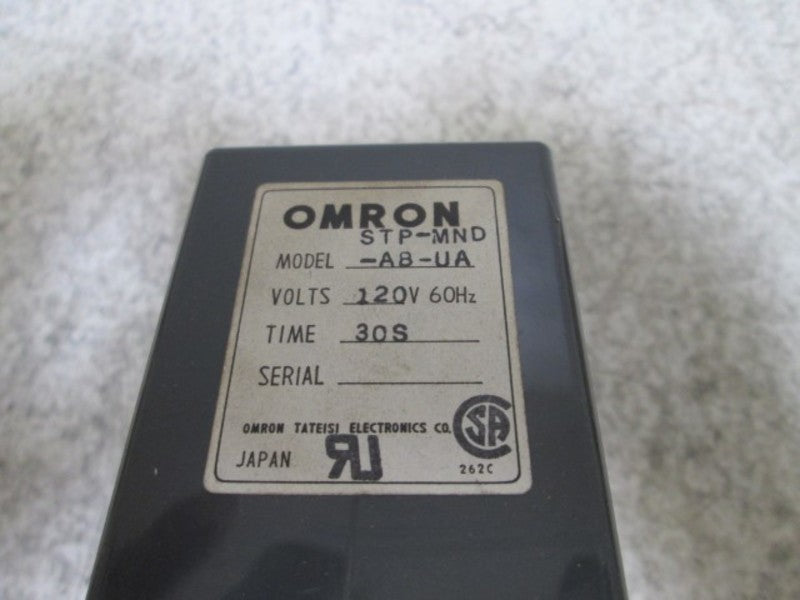 OMRON
STP-MND
MODEL -A8-UA
VOLTS 120V 60Hz
TIME 30S
SERIAL
OMRON TATEISI ELECTRONICS CO.
JAPAN RU SA
262C